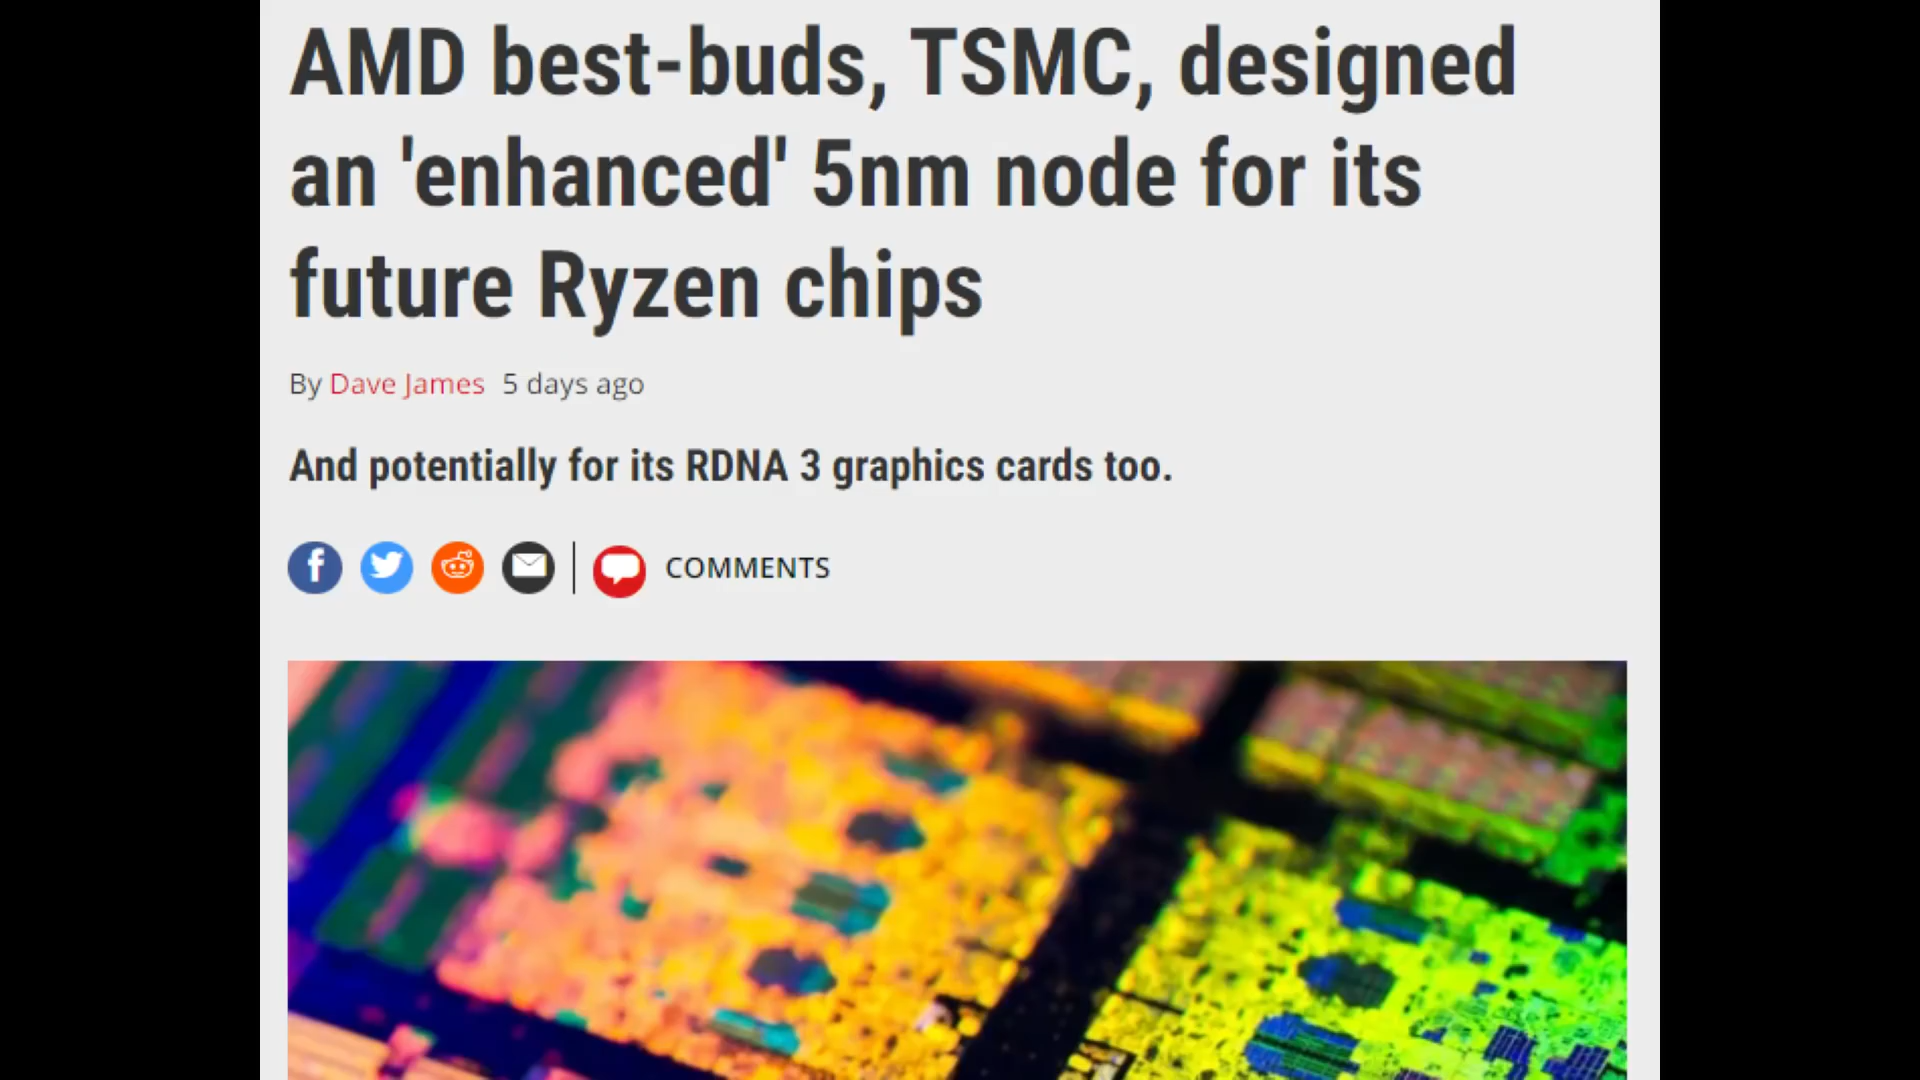 AMD best-buds, TSMC, designed
an 'enhanced' 5nm node for its
future Ryzen chips
By Dave James 5 days ago
And potentially for its RDNA 3 graphics cards too.
COMMENTS